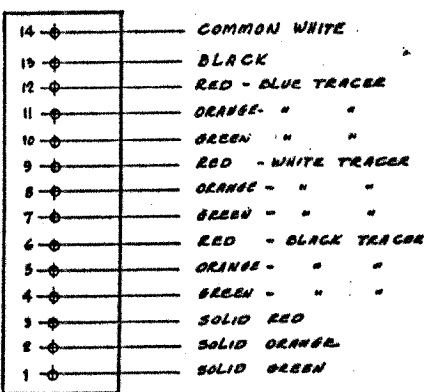 14 COMMON WHITE
13 BLACK
12 RED - BLUE TRACER
11 ORANGE- " "
10 GREEN " "
9 RED - WHITE TRACER
8 ORANGE - " "
7 GREEN - " "
6 RED - BLACK TRACER
5 ORANGE - " "
4 GREEN - " "
3 SOLID RED
2 SOLID ORANGE
1 SOLID GREEN